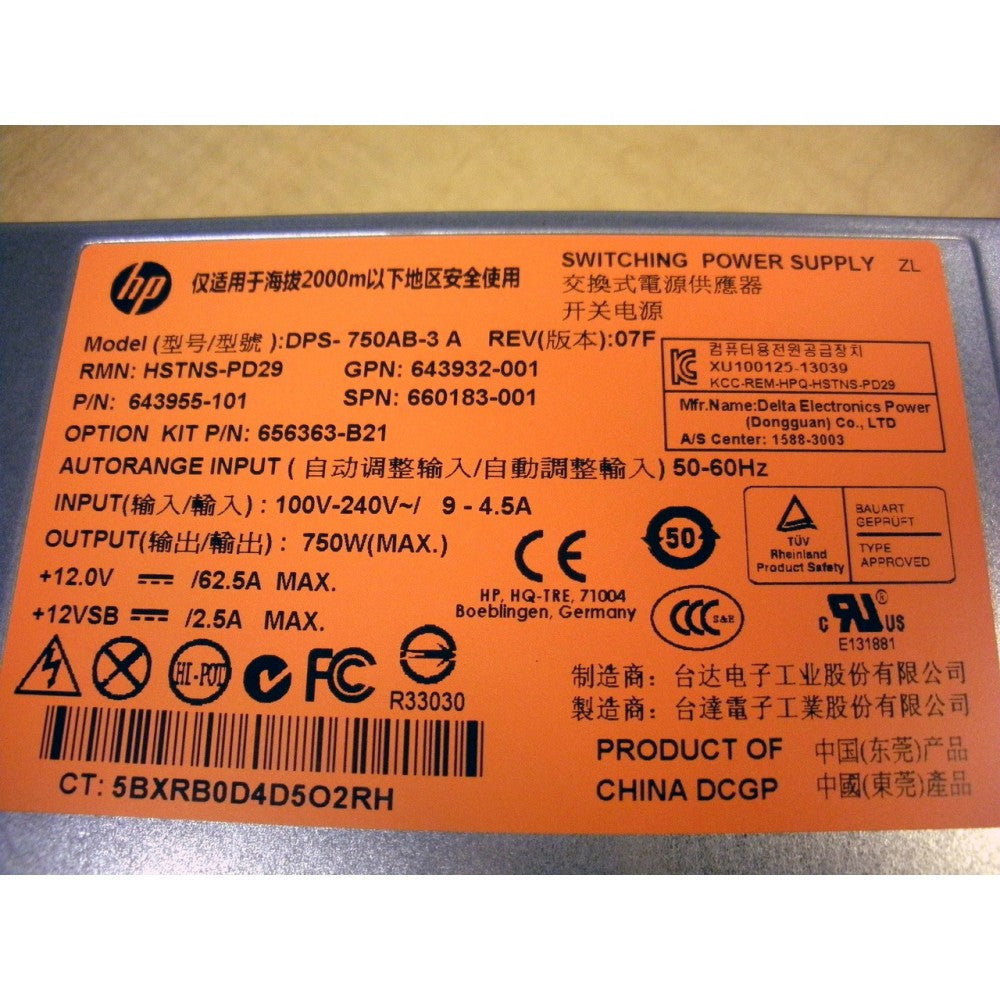 hp
仅适用于海拔2000m以下地区安全使用
SWITCHING POWER SUPPLY ZL
交換式電源供應器
开关电源
Model (型号/型號 ):DPS- 750AB-3 A REV(版本):07F
RMN: HSTNS-PD29 GPN: 643932-001
P/N: 643955-101 SPN: 660183-001
OPTION KIT P/N: 656363-B21
컴퓨터용전원공급장치
XU100125-13039
KCC-REM-HPQ-HSTNS-PD29
Mfr.Name:Delta Electronics Power
(Dongguan) Co., LTD
A/S Center: 1588-3003
AUTORANGE INPUT ( 自动调整输入/自動調整輸入) 50-60Hz
INPUT(输入/輸入) : 100V-240V~/ 9 - 4.5A
OUTPUT(输出/輸出) : 750W(MAX.)
+12.0V /62.5A MAX.
+12VSB /2.5A MAX.
CE
HP, HQ-TRE, 71004
Boeblingen, Germany
50
TÜV
Rheinland
Product Safety
BAUART
GEPRÜFT
TYPE
APPROVED
CCC S&E
c RU ® US
E131881
HI-POT
FC
R33030
制造商： 台达电子工业股份有限公司
製造商： 台達電子工業股份有限公司
PRODUCT OF 中国(东莞)产品
CHINA DCGP 中國(東莞)產品
CT: 5BXRB0D4D5O2RH